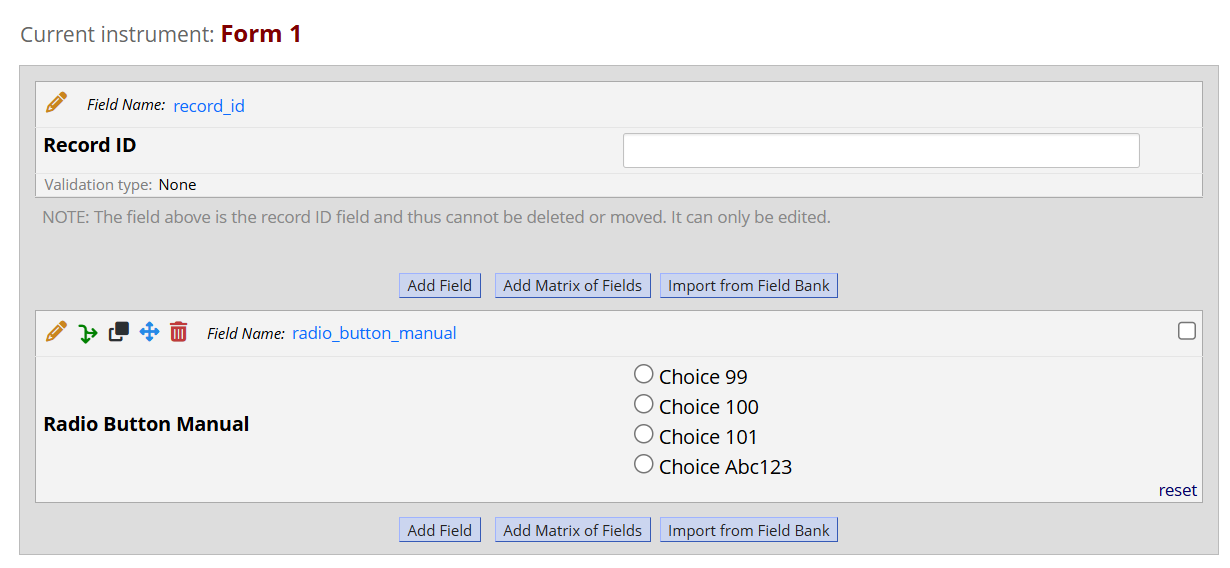 Current instrument: Form 1
Field Name: record_id
Record ID
Validation type: None
NOTE: The field above is the record ID field and thus cannot be deleted or moved. It can only be edited.
Add Field Add Matrix of Fields Import from Field Bank
Field Name: radio_button_manual
Radio Button Manual
Choice 99
Choice 100
Choice 101
Choice Abc123
reset
Add Field Add Matrix of Fields Import from Field Bank